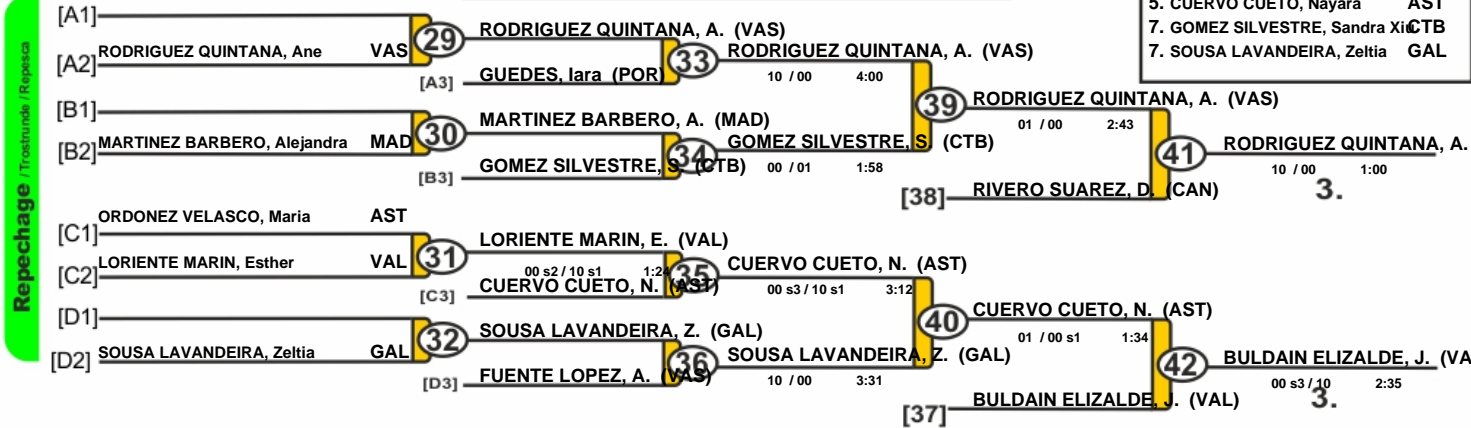 5. CUERVO CUETO, Nayara AST
7. GOMEZ SILVESTRE, Sandra Xiu CTB
7. SOUSA LAVANDEIRA, Zeltia GAL
Repechage / Trostrunde / Repesca
[A1]
[A2] RODRIGUEZ QUINTANA, Ane VAS
29
RODRIGUEZ QUINTANA, A. (VAS)
[A3] GUEDES, Iara (POR)
33
RODRIGUEZ QUINTANA, A. (VAS)
10 / 00 4:00
[B1]
[B2] MARTINEZ BARBERO, Alejandra MAD
30
MARTINEZ BARBERO, A. (MAD)
[B3] GOMEZ SILVESTRE, S. (CTB)
34
GOMEZ SILVESTRE, S. (CTB)
00 / 01 1:58
39
RODRIGUEZ QUINTANA, A. (VAS)
01 / 00 2:43
[38] RIVERO SUAREZ, D. (CAN)
41
RODRIGUEZ QUINTANA, A.
10 / 00 1:00
3.
[C1] ORDONEZ VELASCO, Maria AST
[C2] LORIENTE MARIN, Esther VAL
31
LORIENTE MARIN, E. (VAL)
00 s2 / 10 s1 1:24
[C3] CUERVO CUETO, N. (AST)
35
CUERVO CUETO, N. (AST)
00 s3 / 10 s1 3:12
[D1]
[D2] SOUSA LAVANDEIRA, Zeltia GAL
32
SOUSA LAVANDEIRA, Z. (GAL)
[D3] FUENTE LOPEZ, A. (VAS)
36
SOUSA LAVANDEIRA, Z. (GAL)
10 / 00 3:31
40
CUERVO CUETO, N. (AST)
01 / 00 s1 1:34
[37] BULDAIN ELIZALDE, J. (VAL)
42
BULDAIN ELIZALDE, J. (VA
00 s3 / 10 2:35
3.